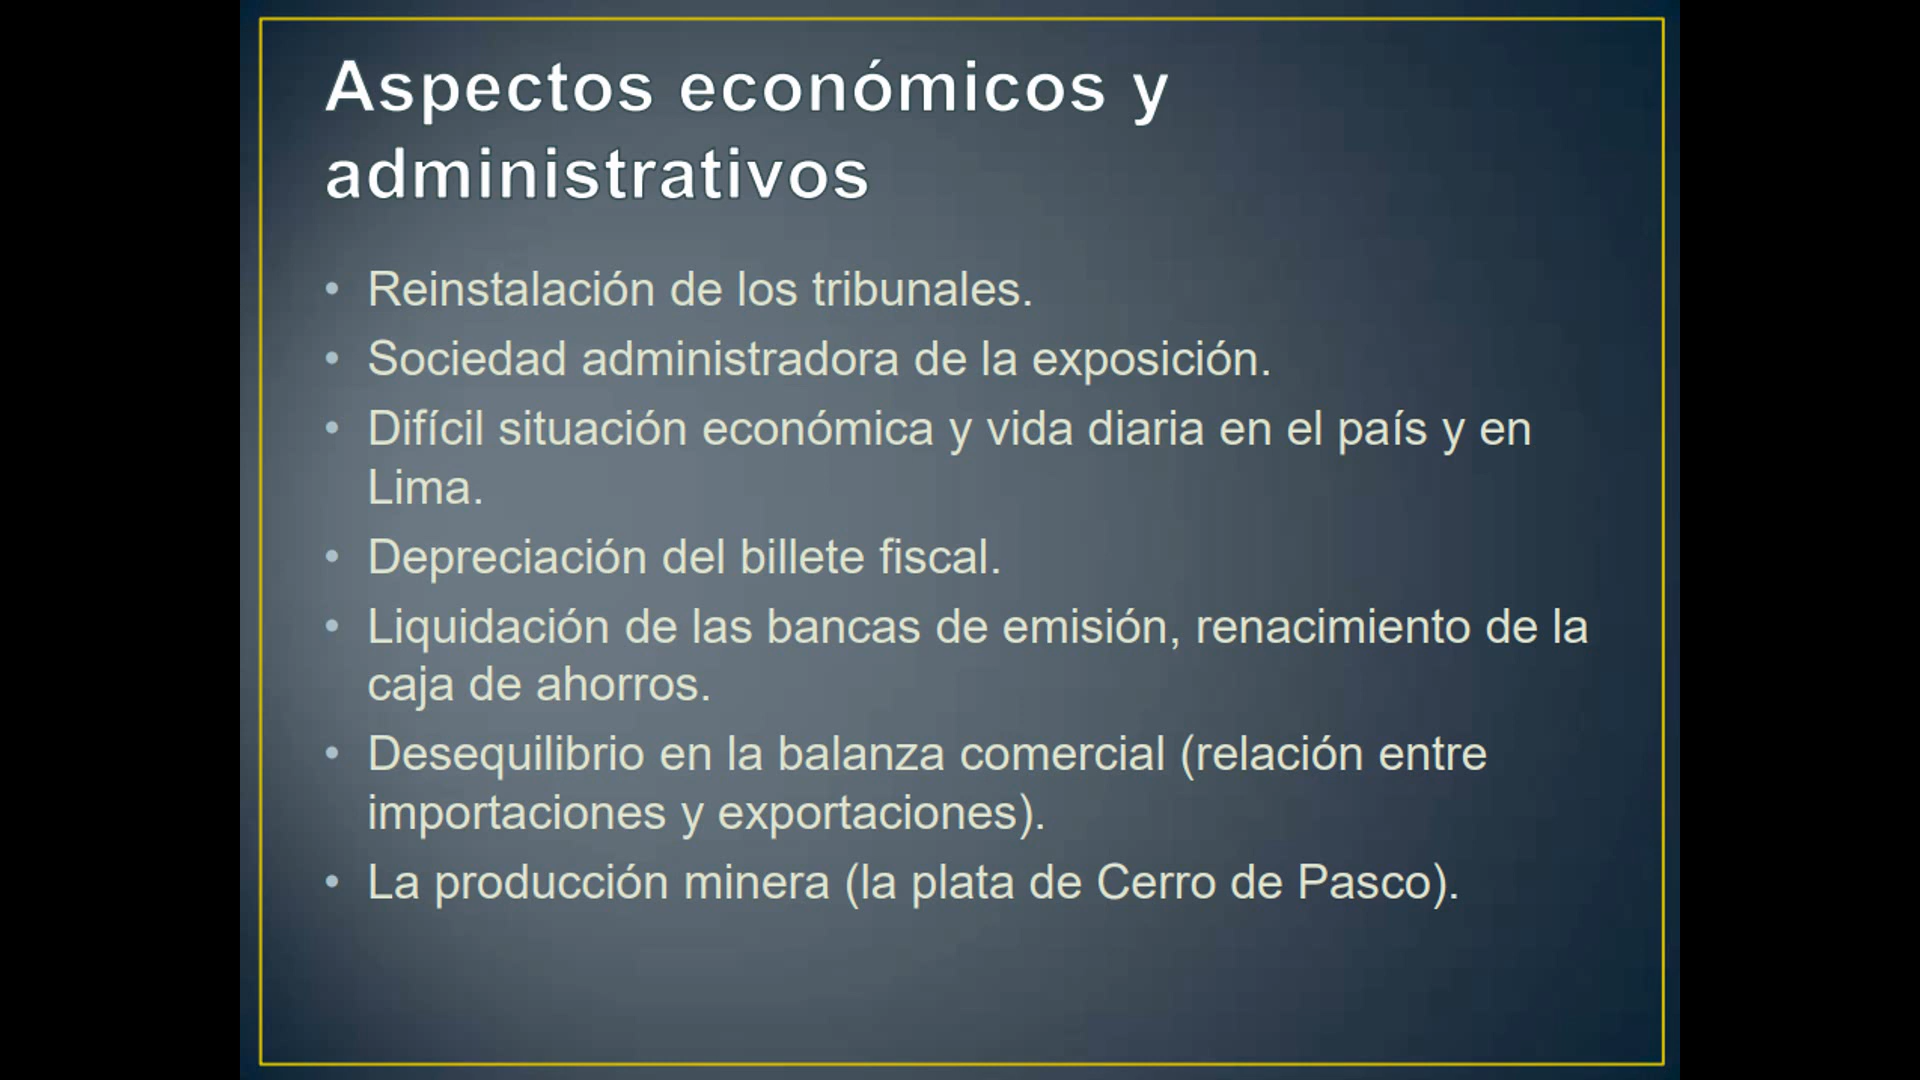 Aspectos económicos y
administrativos
• Reinstalación de los tribunales.
• Sociedad administradora de la exposición.
• Difícil situación económica y vida diaria en el país y en
Lima.
• Depreciación del billete fiscal.
• Liquidación de las bancas de emisión, renacimiento de la
caja de ahorros.
• Desequilibrio en la balanza comercial (relación entre
importaciones y exportaciones).
• La producción minera (la plata de Cerro de Pasco).